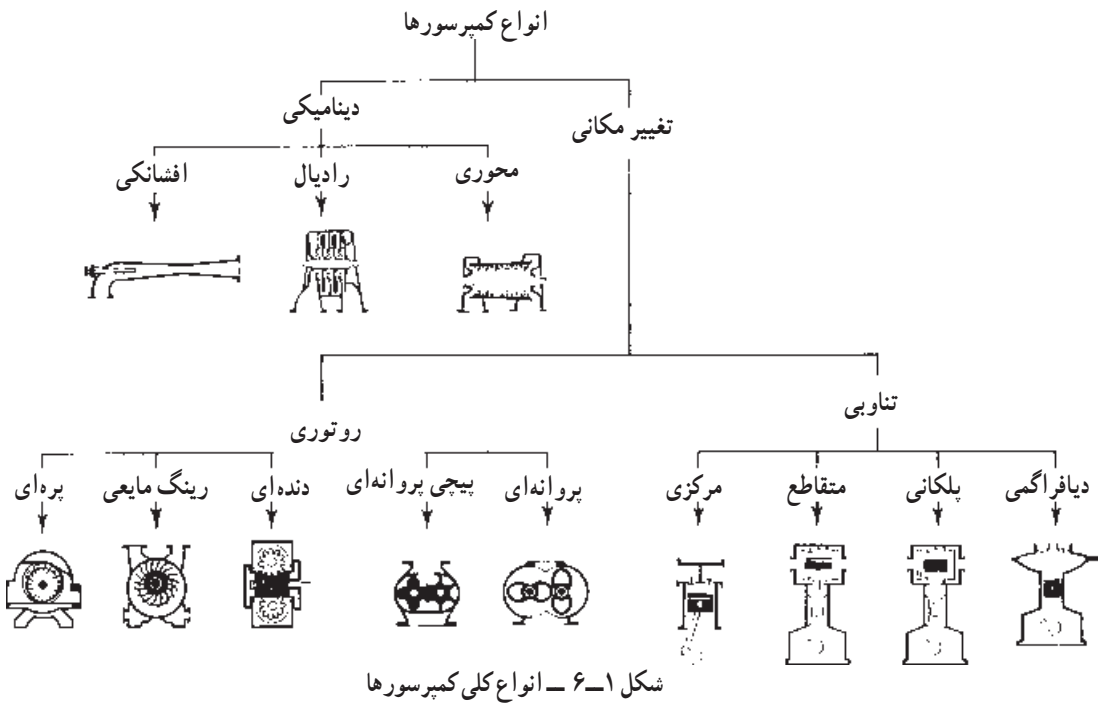 انواع کمپرسورها
دینامیکی
تغییر مکانی
محوری
رادیال
افشانکی
تناوبی
روتوری
دیافراگمی
پلکانی
متقاطع
مرکزی
پروانه‌ای
پیچی پروانه‌ای
دنده‌ای
رینگ مایعی
پره‌ای
شکل ۱ــ۶ ــ انواع کلی کمپرسورها